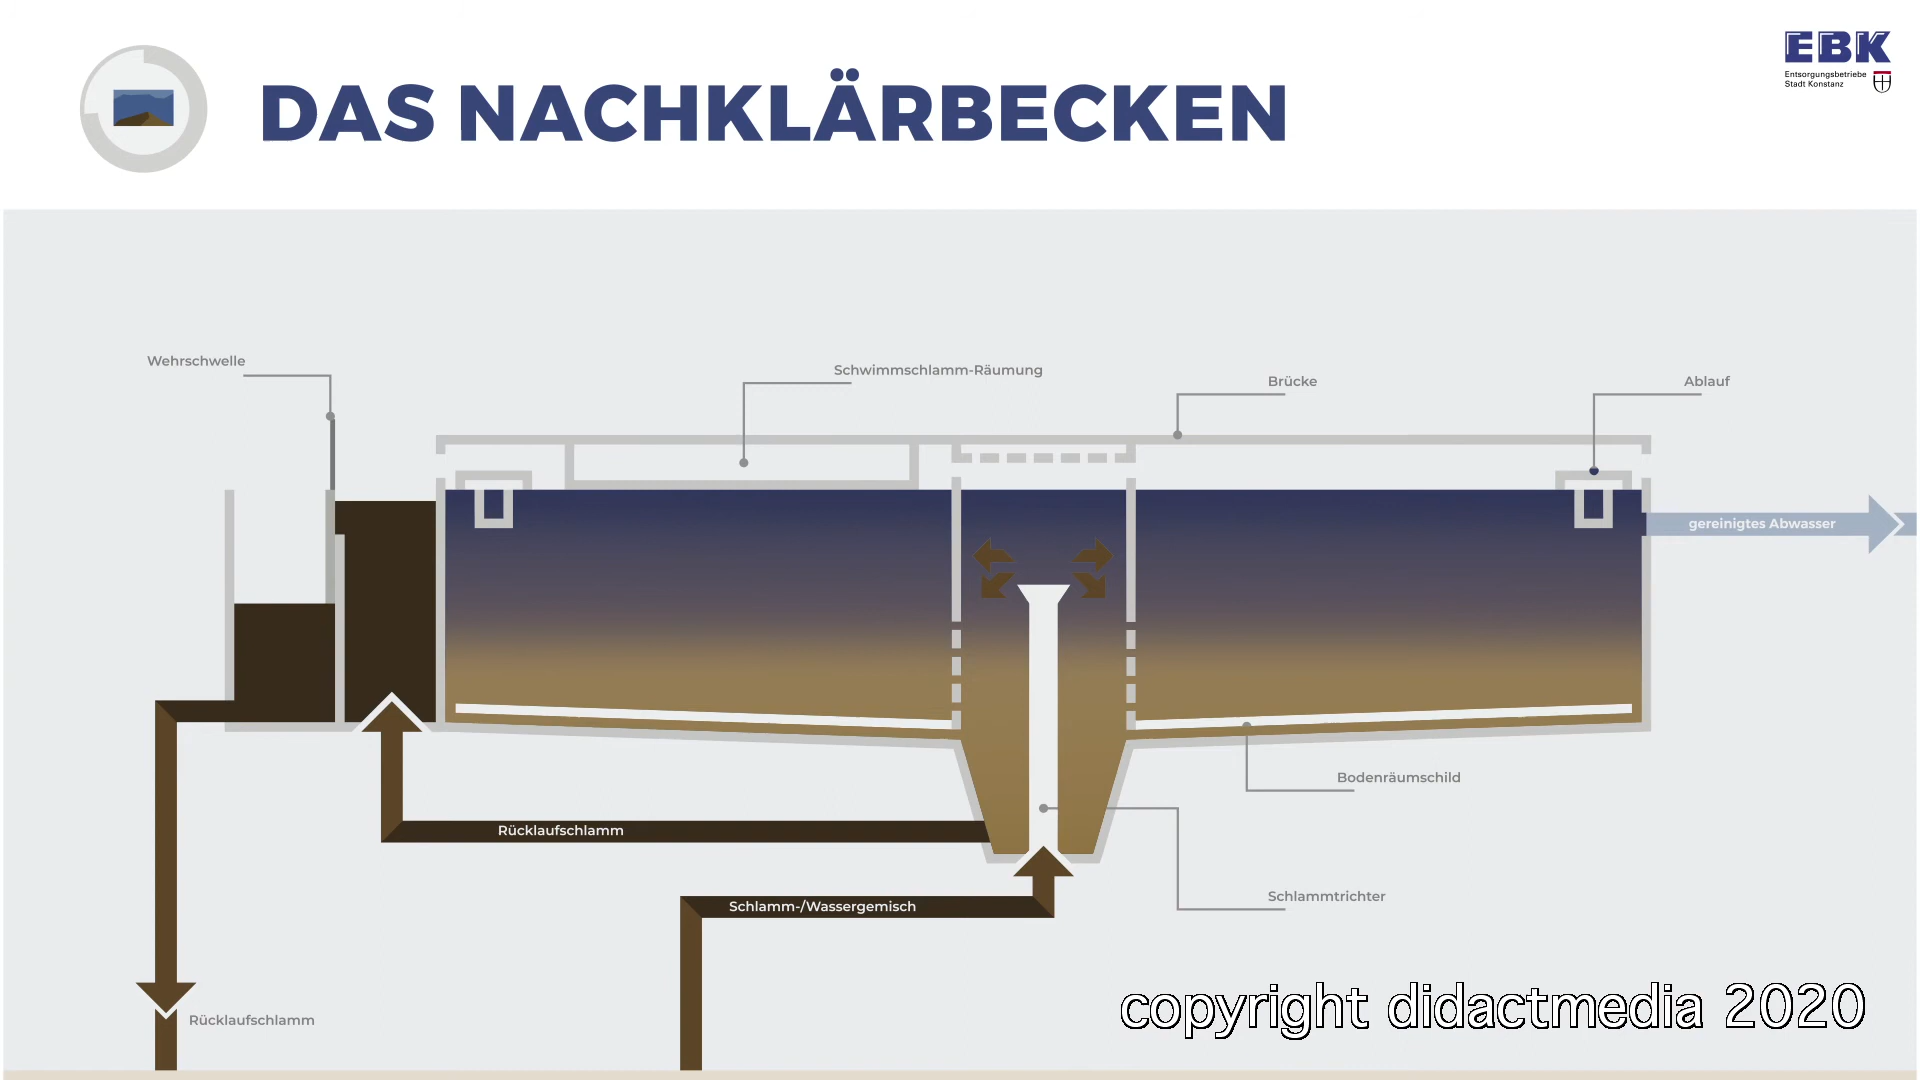 DAS NACHKLÄRBECKEN
EBK
Entsorgungsbetriebe
Stadt Konstanz
Wehrschwelle
Schwimmschlamm-Räumung
Brücke
Ablauf
gereinigtes Abwasser
Bodenräumschild
Rücklaufschlamm
Schlammtrichter
Schlamm-/Wassergemisch
Rücklaufschlamm
copyright didactmedia 2020